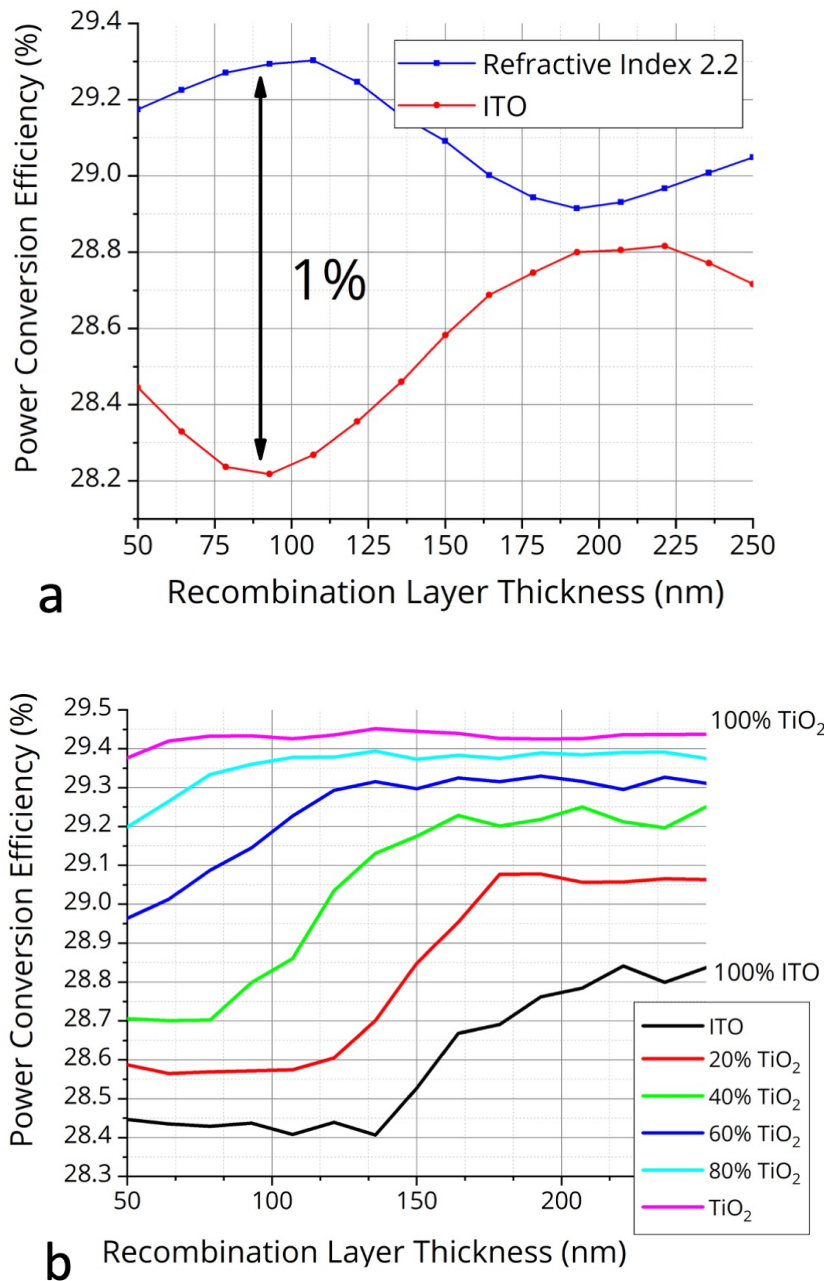 29.4
29.2
29.0
28.8
28.6
28.4
28.2
Power Conversion Efficiency (%)
Refractive Index 2.2
ITO
1%
50 75 100 125 150 175 200 225 250
Recombination Layer Thickness (nm)
a
29.5
29.4
29.3
29.2
29.1
29.0
28.9
28.8
28.7
28.6
28.5
28.4
28.3
Power Conversion Efficiency (%)
100% TiO₂
100% ITO
ITO
20% TiO₂
40% TiO₂
60% TiO₂
80% TiO₂
TiO₂
50 100 150 200
Recombination Layer Thickness (nm)
b